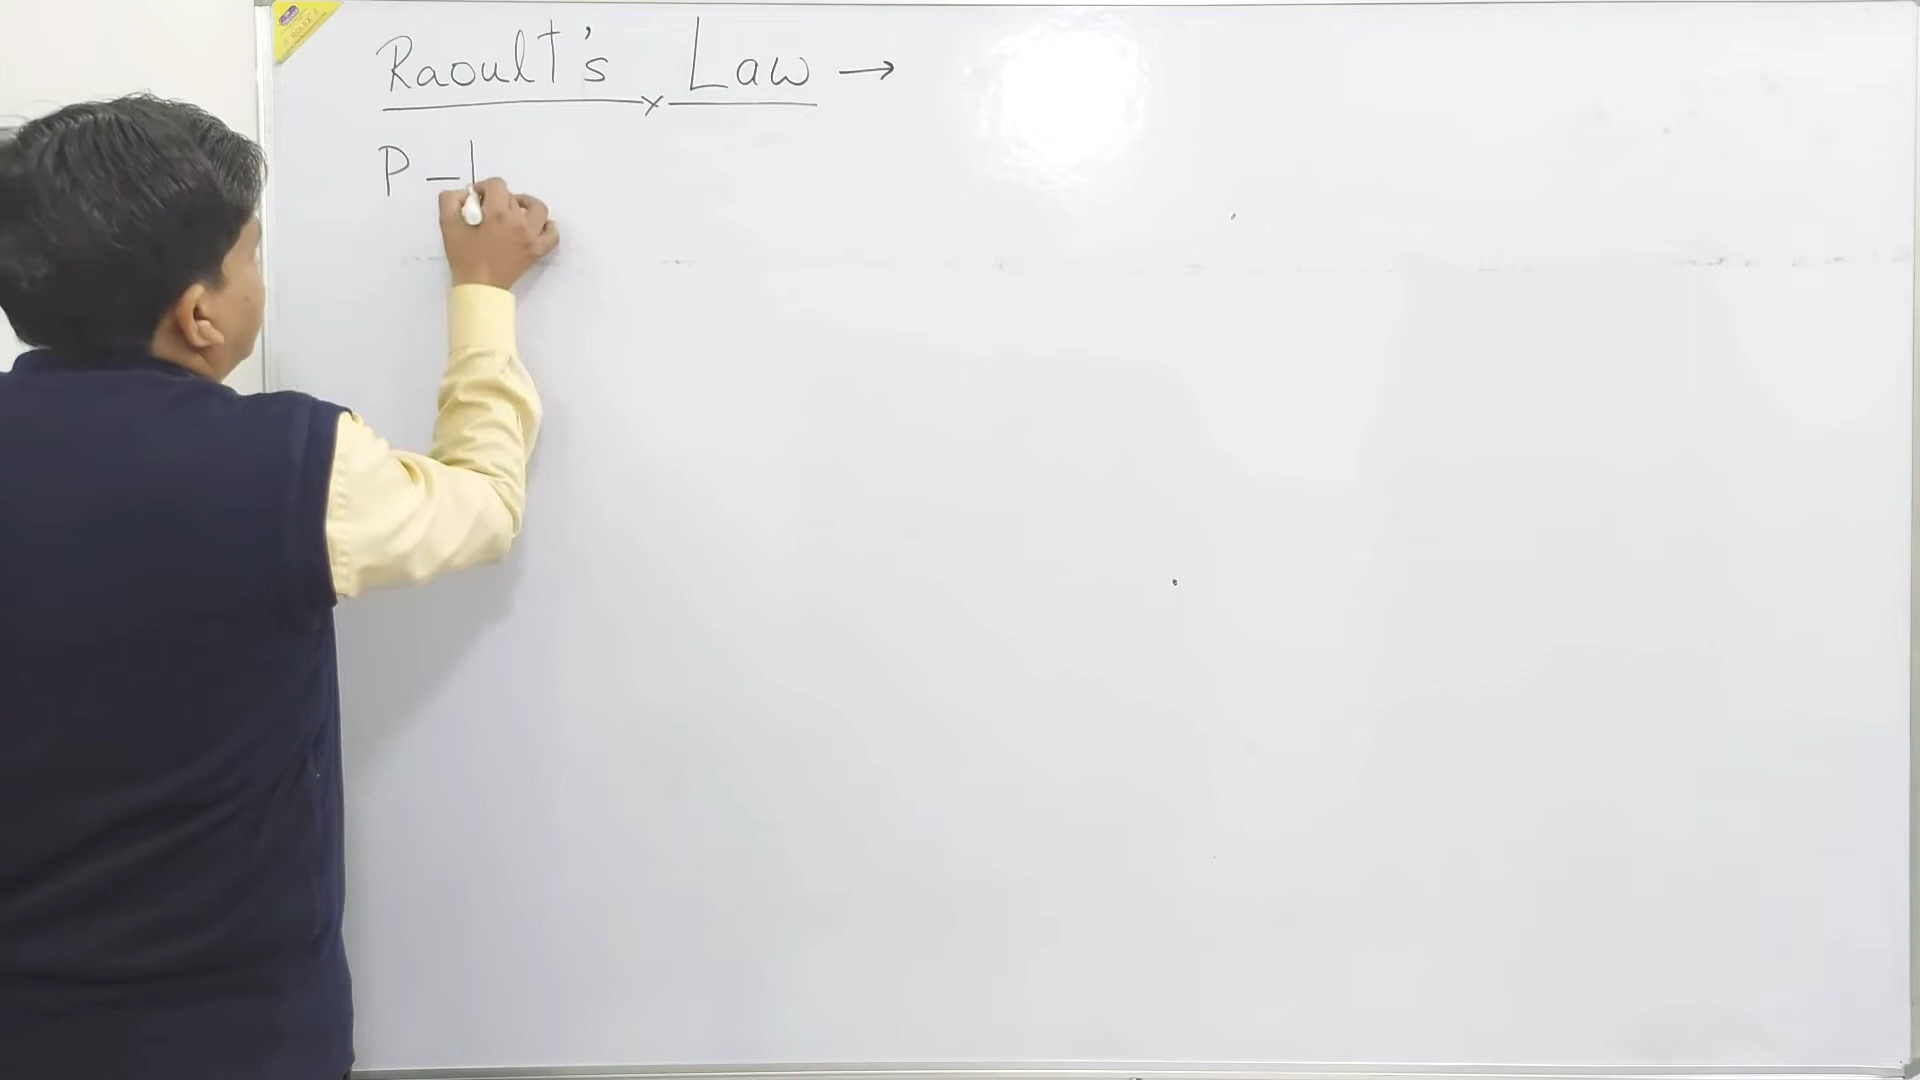 Raoult's Law →
P –